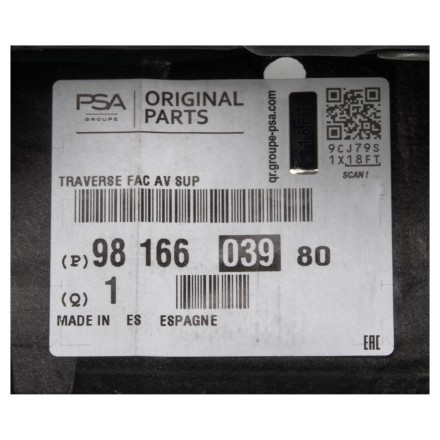 PSA
GROUPE
ORIGINAL
PARTS
qr.groupe-psa.com
9CJ79S
1X18FT
SCAN!
TRAVERSE FAC AV SUP
(P) 98 166 039 80
(Q) 1
MADE IN ES ESPAGNE
EAC